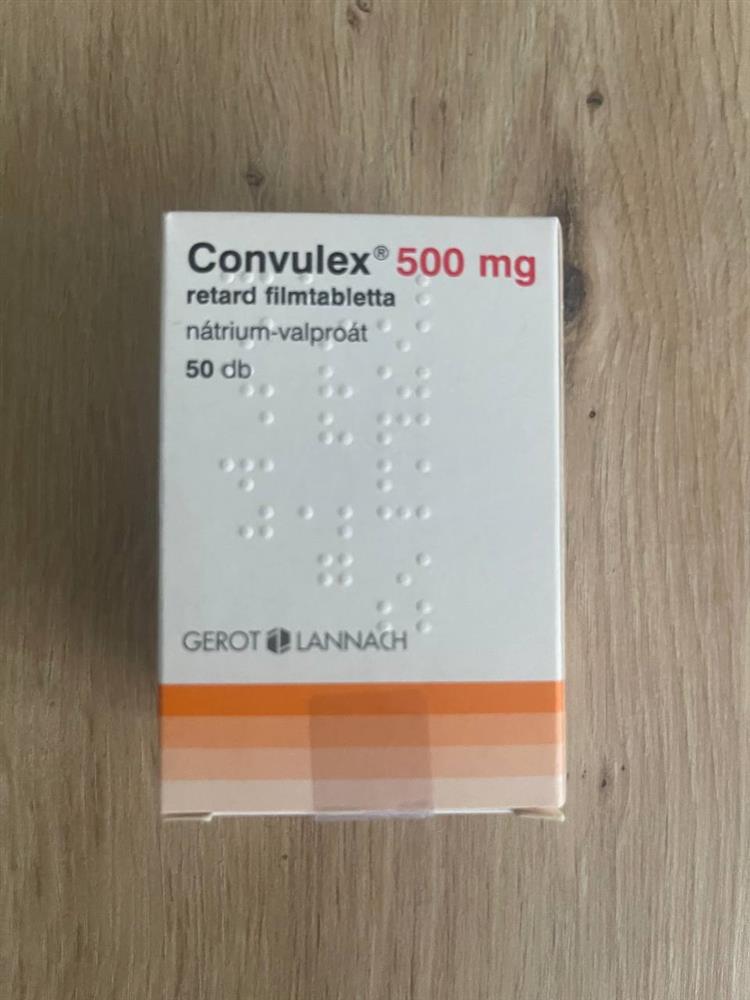 Convulex® 500 mg
retard filmtabletta
nátrium-valproát
50 db
GEROT LANNACH